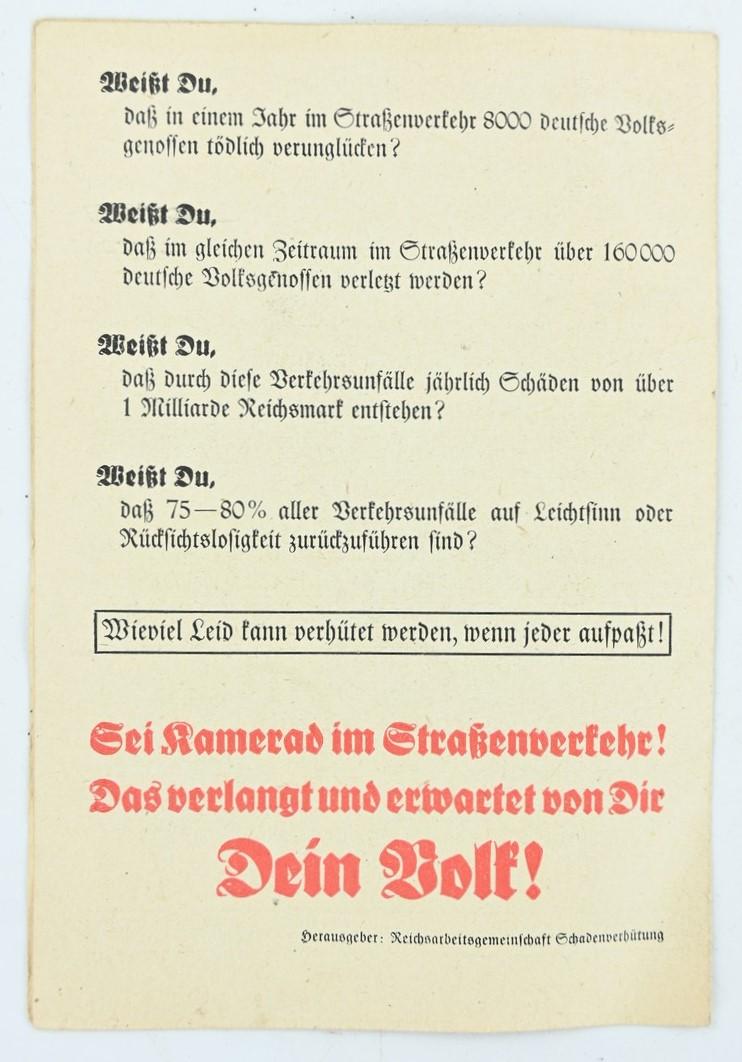 Weißt Du,
daß in einem Jahr im Straßenverkehr 8000 deutsche Volks-
genossen tödlich verunglücken?
Weißt Du,
daß im gleichen Zeitraum im Straßenverkehr über 160000
deutsche Volksgenossen verletzt werden?
Weißt Du,
daß durch diese Verkehrsunfälle jährlich Schäden von über
1 Milliarde Reichsmark entstehen?
Weißt Du,
daß 75—80% aller Verkehrsunfälle auf Leichtsinn oder
Rücksichtslosigkeit zurückzuführen sind?
Wieviel Leid kann verhütet werden, wenn jeder aufpaßt!
Sei Kamerad im Straßenverkehr!
Das verlangt und erwartet von Dir
Dein Volk!
Herausgeber: Reichsarbeitsgemeinschaft Schadenverhütung